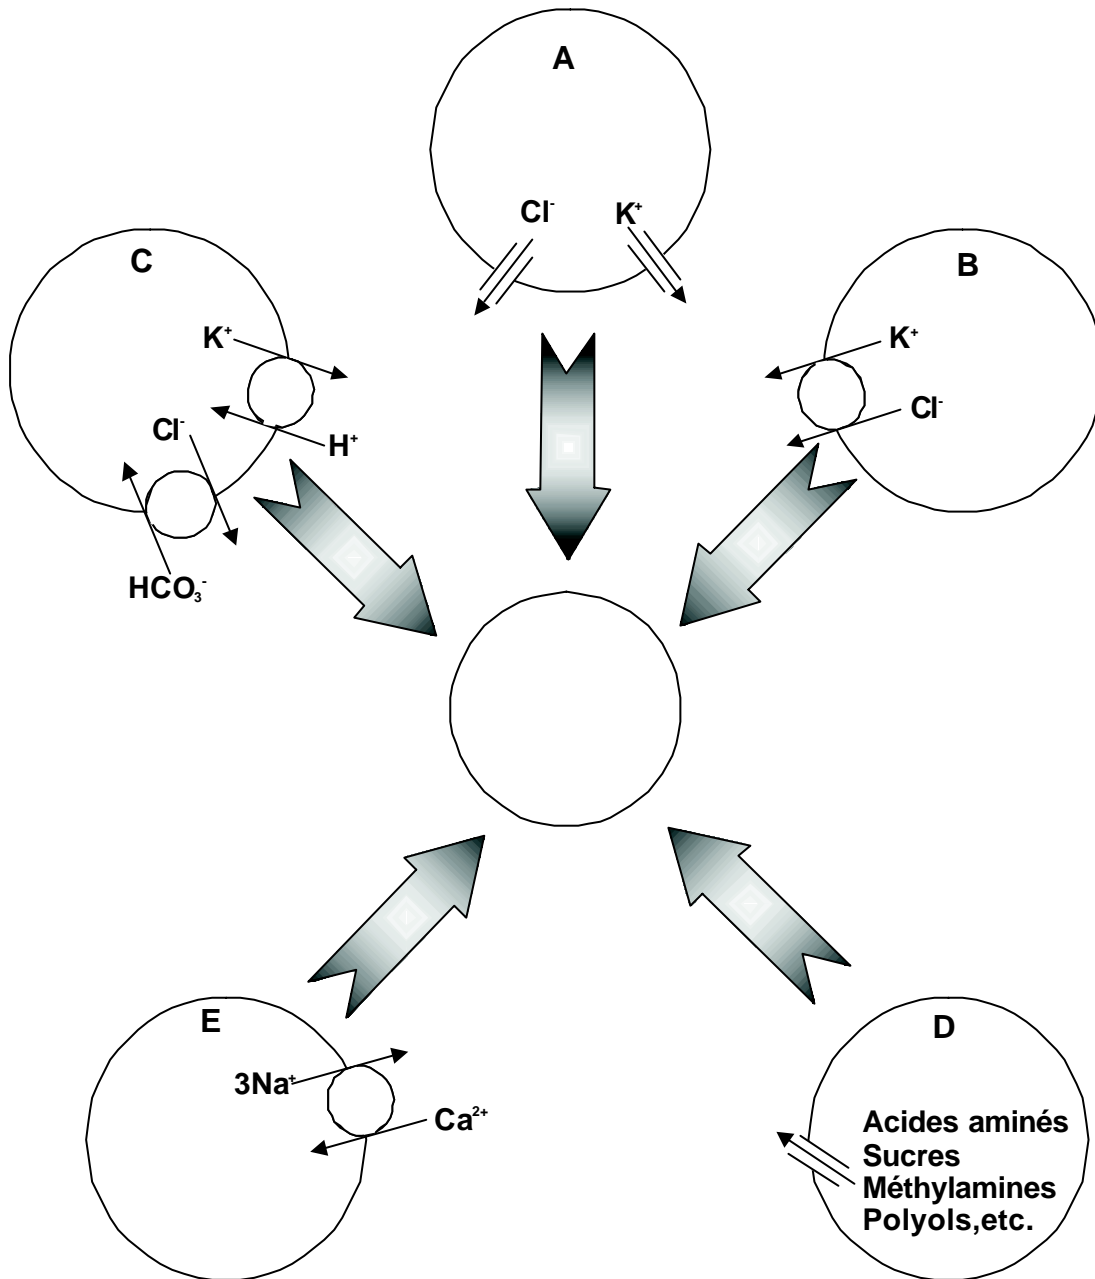 A
Cl⁻ K⁺
C
K⁺
H⁺
Cl⁻
HCO₃⁻
B
K⁺
Cl⁻
E
3Na⁺
Ca²⁺
D
Acides aminés
Sucres
Méthylamines
Polyols,etc.